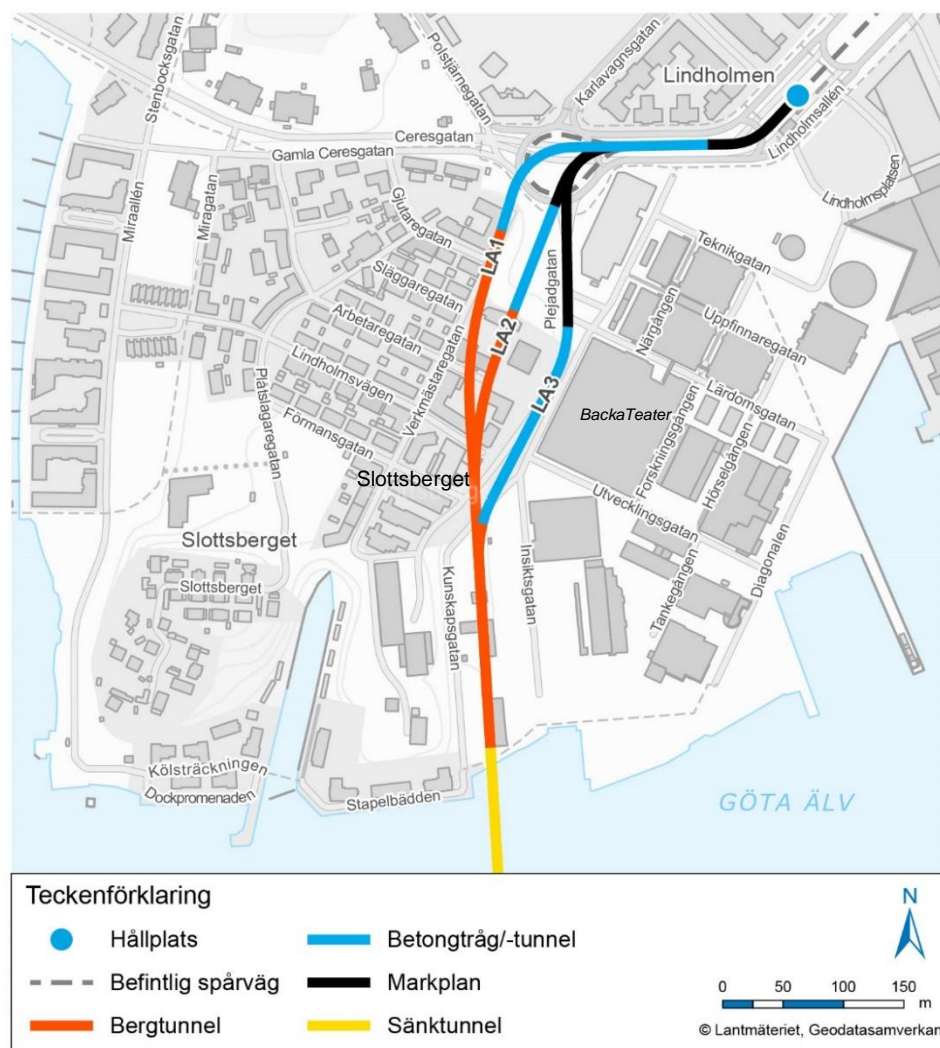 Stenbocksgatan
Polstjärnegatan
Karlavagnsgatan
Lindholmen
Ceresgatan
Gamla Ceresgatan
Lindholmsallén
Lindholmsplatsen
Miraallén
Miragatan
Gjutaregatan
Släggaregatan
Arbetaregatan
Lindholmsvägen
Förmansgatan
Verkmästaregatan
Plåtslagaregatan
LA1
LA2
LA3
Plejadgatan
Teknikgatan
Närgången
Uppfinnaregatan
Lärdomsgatan
BackaTeater
Forskningsgången
Hörselgången
Slottsberget
Utvecklingsgatan
Diagonalen
Tankegången
Insiktsgatan
Kunskapsgatan
Slottsberget
Slottsberget
Kölsträckningen
Dockpromenaden
Stapelbädden
GÖTA ÄLV
Teckenförklaring
Hållplats
Befintlig spårväg
Bergtunnel
Betongtråg/-tunnel
Markplan
Sänktunnel
N
0 50 100 150
m
© Lantmäteriet, Geodatasamverkan